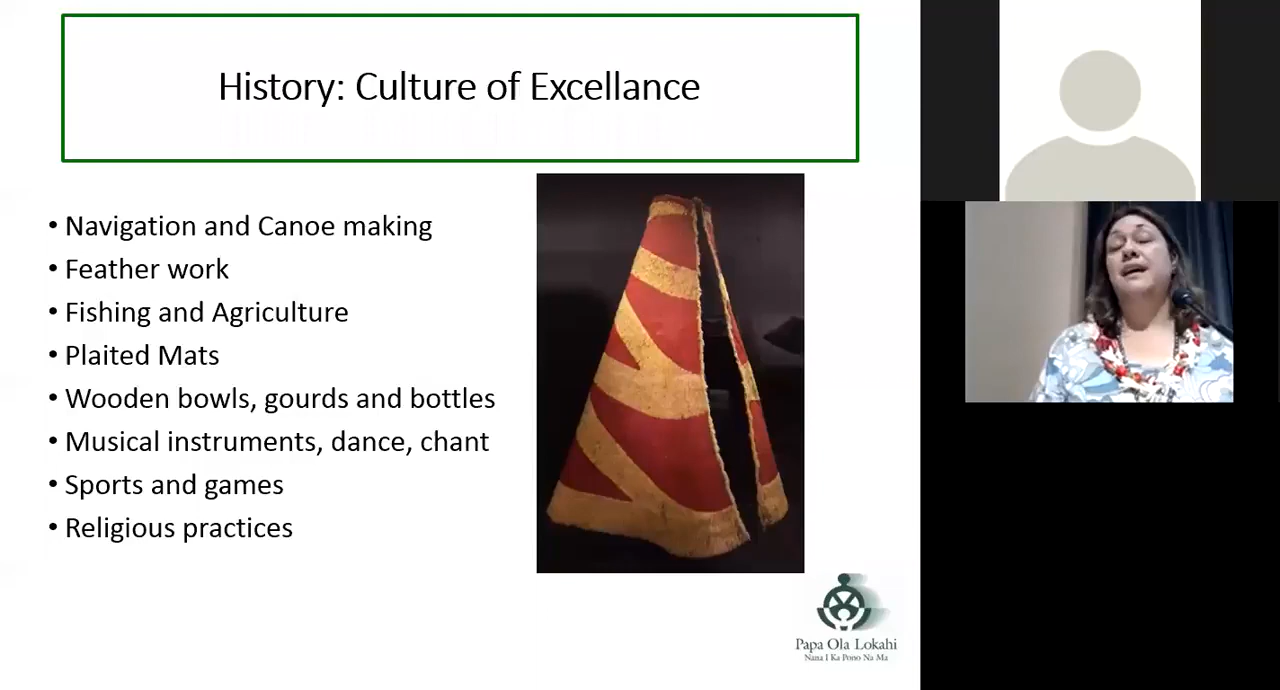 History: Culture of Excellance
• Navigation and Canoe making
• Feather work
• Fishing and Agriculture
• Plaited Mats
• Wooden bowls, gourds and bottles
• Musical instruments, dance, chant
• Sports and games
• Religious practices
Papa Ola Lokahi
Nana I Ka Pono Na Ma